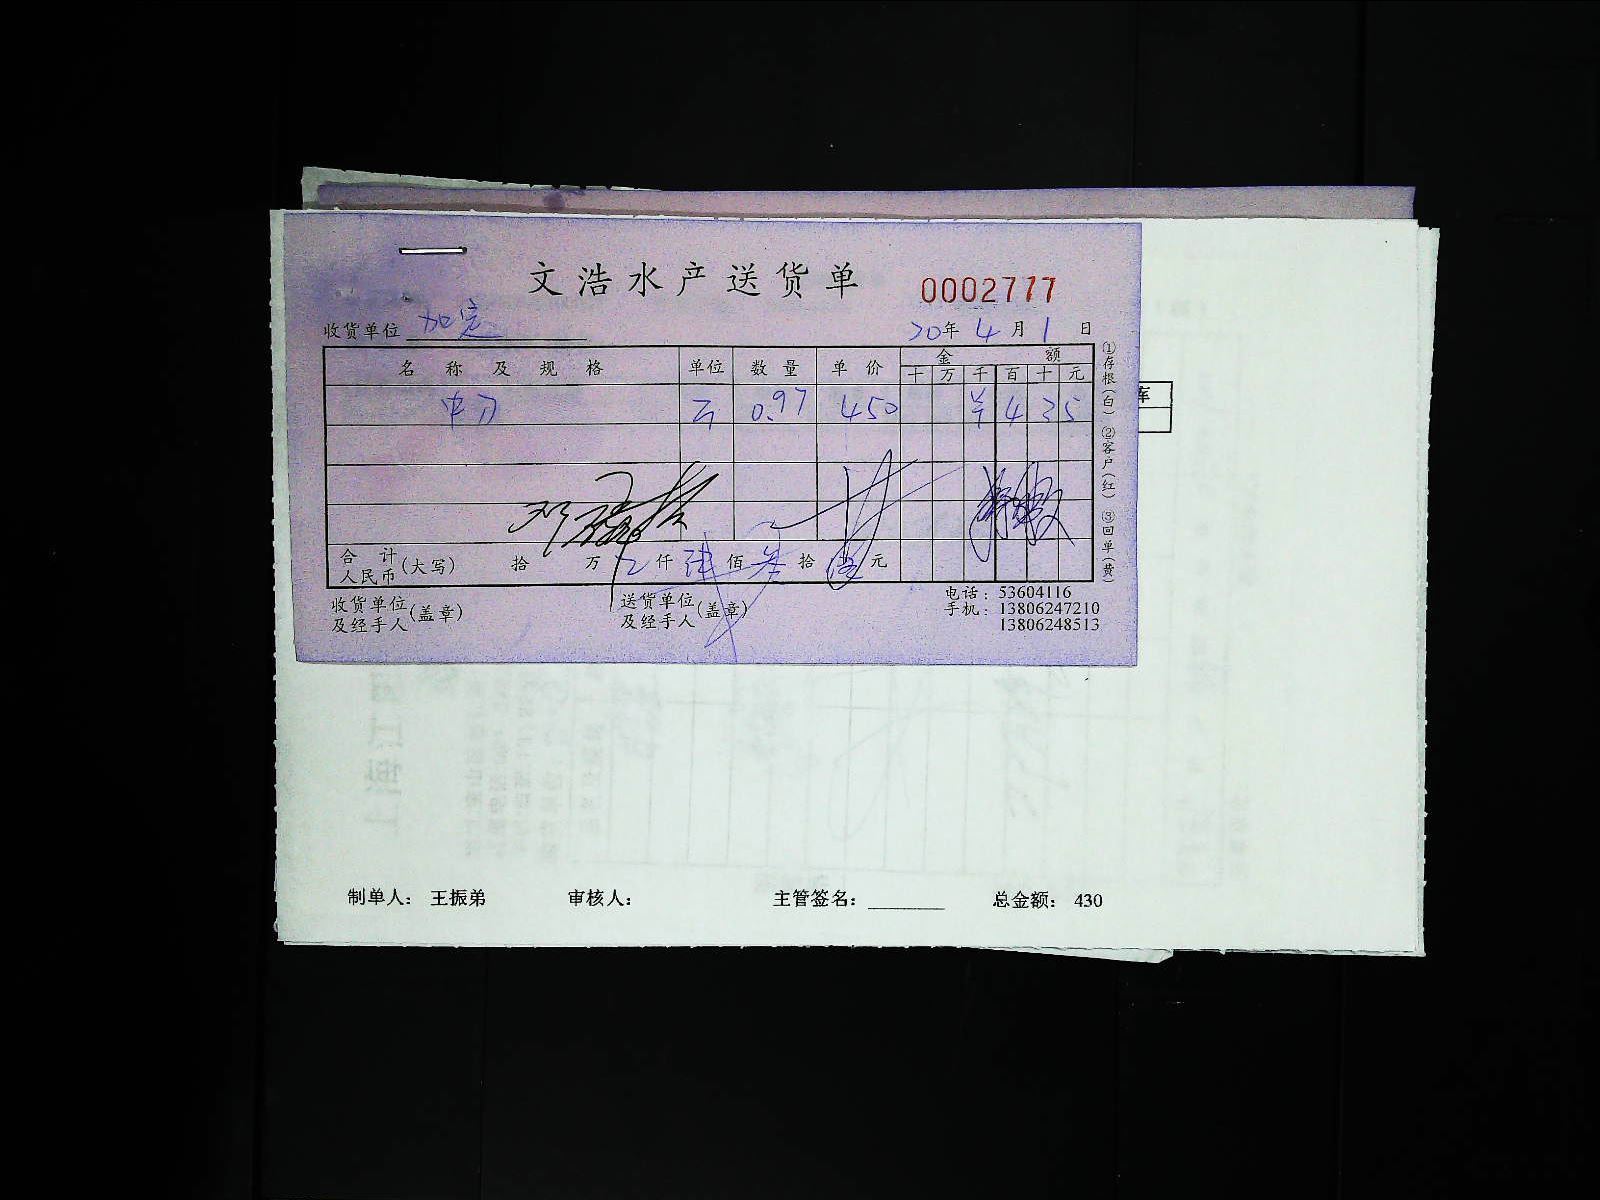 文浩水产送货单
0002777
收货单位 加定
20年 4 月 1 日
名称及规格 单位 数量 单价 金额
十 万 千 百 十 元
中刀 0.97 450 ¥ 4 3 5
合计人民币(大写) 拾 万 仟 佰 拾 元
收货单位及经手人(盖章)
送货单位及经手人(盖章)
电话：53604116
手机：13806247210
13806248513
①存根(白) ②客户(红) ③回单(黄)
库
制单人： 王振弟 审核人： 主管签名： 总金额： 430